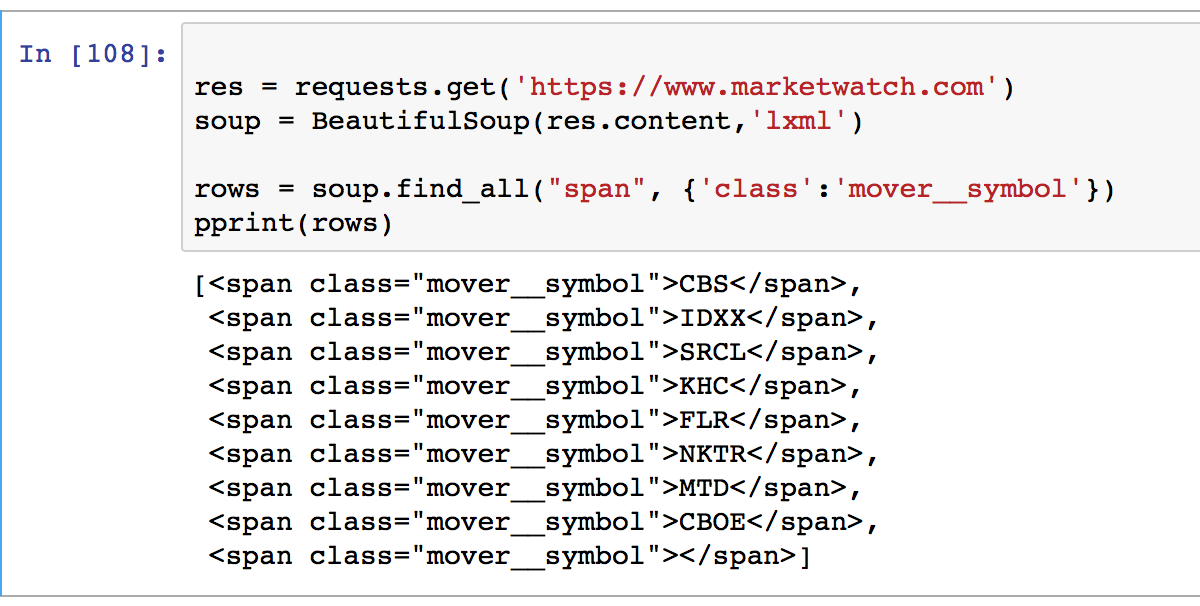 In [108]:
res = requests.get('https://www.marketwatch.com')
soup = BeautifulSoup(res.content,'lxml')
rows = soup.find_all("span", {'class':'mover__symbol'})
pprint(rows)
[<span class="mover__symbol">CBS</span>,
<span class="mover__symbol">IDXX</span>,
<span class="mover__symbol">SRCL</span>,
<span class="mover__symbol">KHC</span>,
<span class="mover__symbol">FLR</span>,
<span class="mover__symbol">NKTR</span>,
<span class="mover__symbol">MTD</span>,
<span class="mover__symbol">CBOE</span>,
<span class="mover__symbol"></span>]